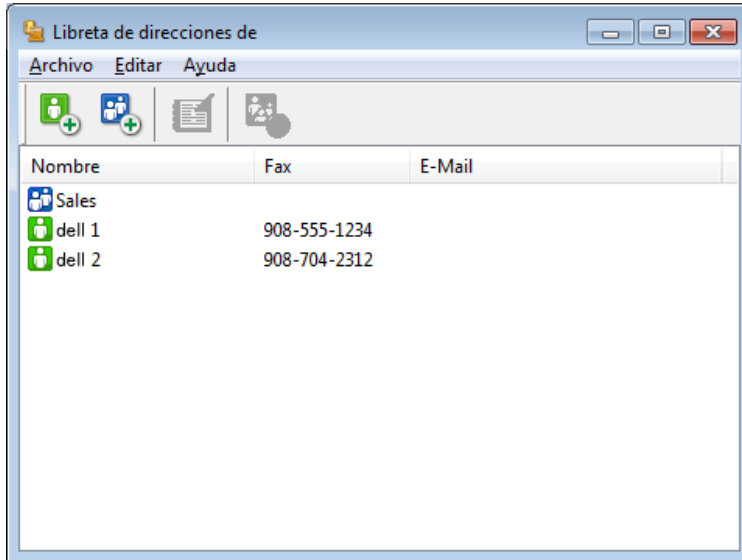 Libreta de direcciones de
Archivo Editar Ayuda
Nombre Fax E-Mail
Sales
dell 1 908-555-1234
dell 2 908-704-2312